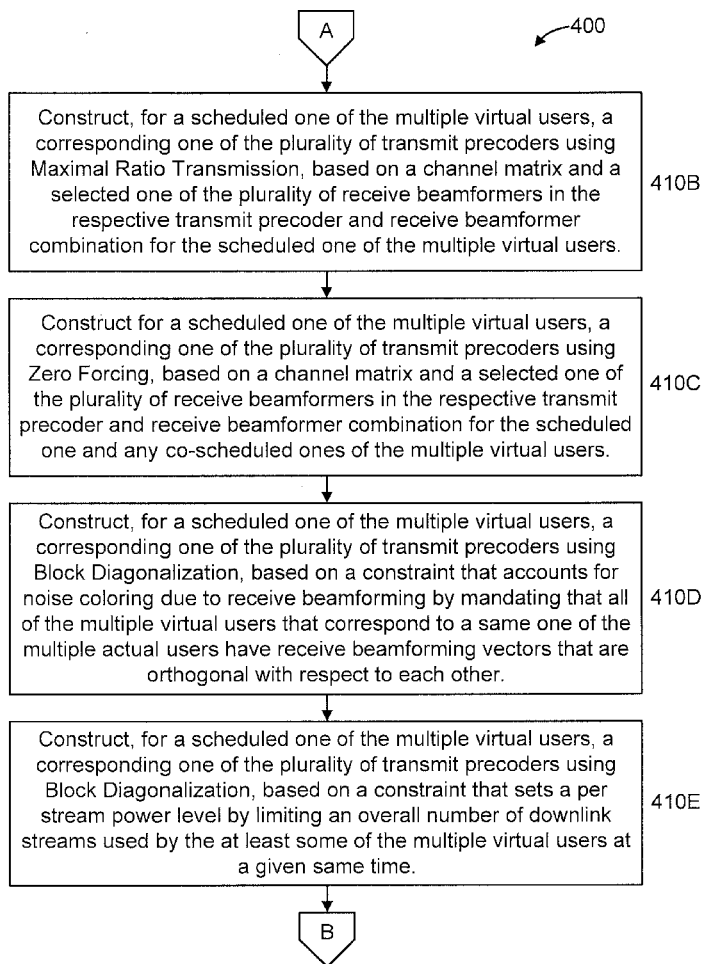 A
400
Construct, for a scheduled one of the multiple virtual users, a
corresponding one of the plurality of transmit precoders using
Maximal Ratio Transmission, based on a channel matrix and a
selected one of the plurality of receive beamformers in the
respective transmit precoder and receive beamformer
combination for the scheduled one of the multiple virtual users.
410B
Construct for a scheduled one of the multiple virtual users, a
corresponding one of the plurality of transmit precoders using
Zero Forcing, based on a channel matrix and a selected one of
the plurality of receive beamformers in the respective transmit
precoder and receive beamformer combination for the scheduled
one and any co-scheduled ones of the multiple virtual users.
410C
Construct, for a scheduled one of the multiple virtual users, a
corresponding one of the plurality of transmit precoders using
Block Diagonalization, based on a constraint that accounts for
noise coloring due to receive beamforming by mandating that all
of the multiple virtual users that correspond to a same one of the
multiple actual users have receive beamforming vectors that are
orthogonal with respect to each other.
410D
Construct, for a scheduled one of the multiple virtual users, a
corresponding one of the plurality of transmit precoders using
Block Diagonalization, based on a constraint that sets a per
stream power level by limiting an overall number of downlink
streams used by the at least some of the multiple virtual users at
a given same time.
410E
B